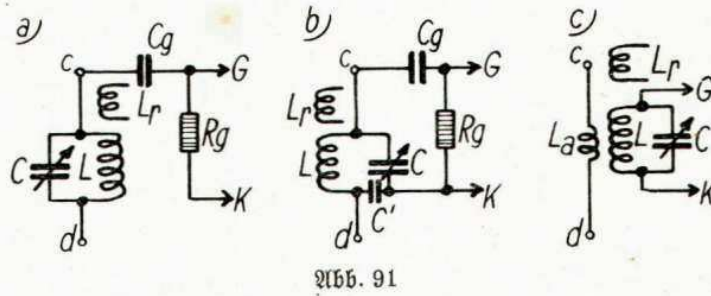 a) b) c)
c Cg G
Lr
C L Rg
K
d
c Cg G
Lr
L C Rg
C' K
d
c Lr
G
La L C
K
d
Abb. 91